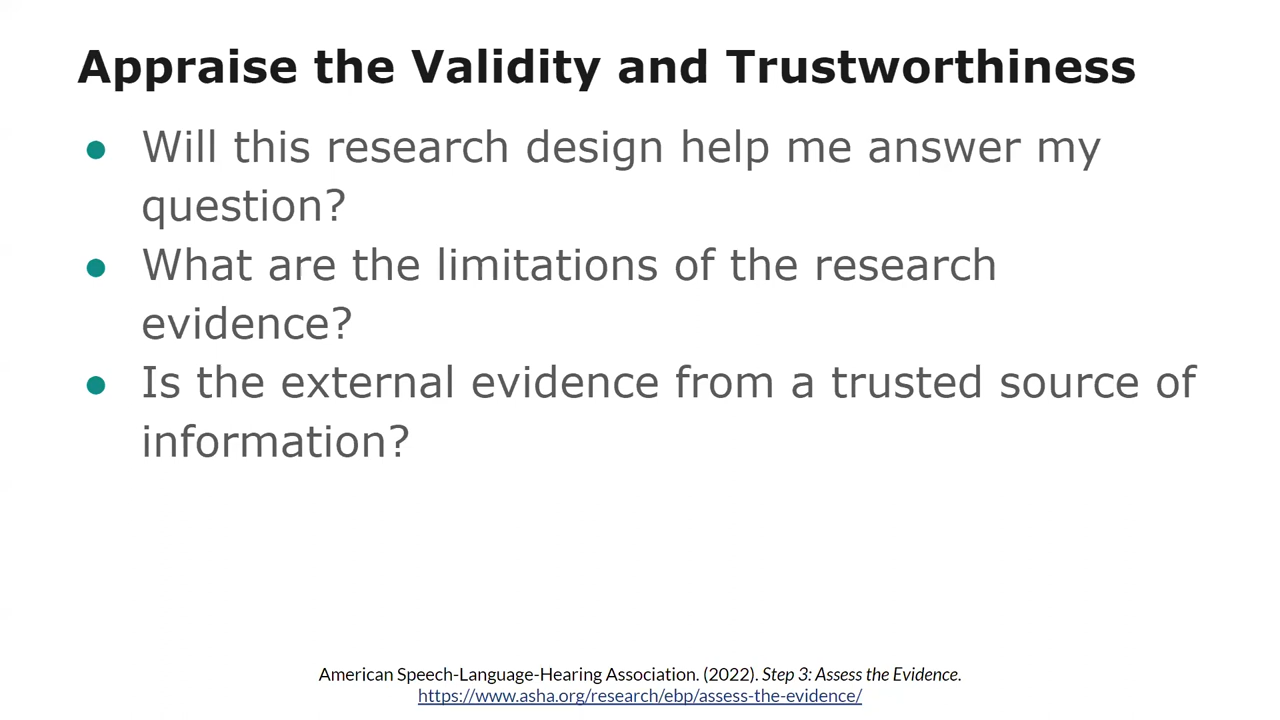 Appraise the Validity and Trustworthiness
● Will this research design help me answer my
question?
● What are the limitations of the research
evidence?
● Is the external evidence from a trusted source of
information?
American Speech-Language-Hearing Association. (2022). Step 3: Assess the Evidence.
https://www.asha.org/research/ebp/assess-the-evidence/